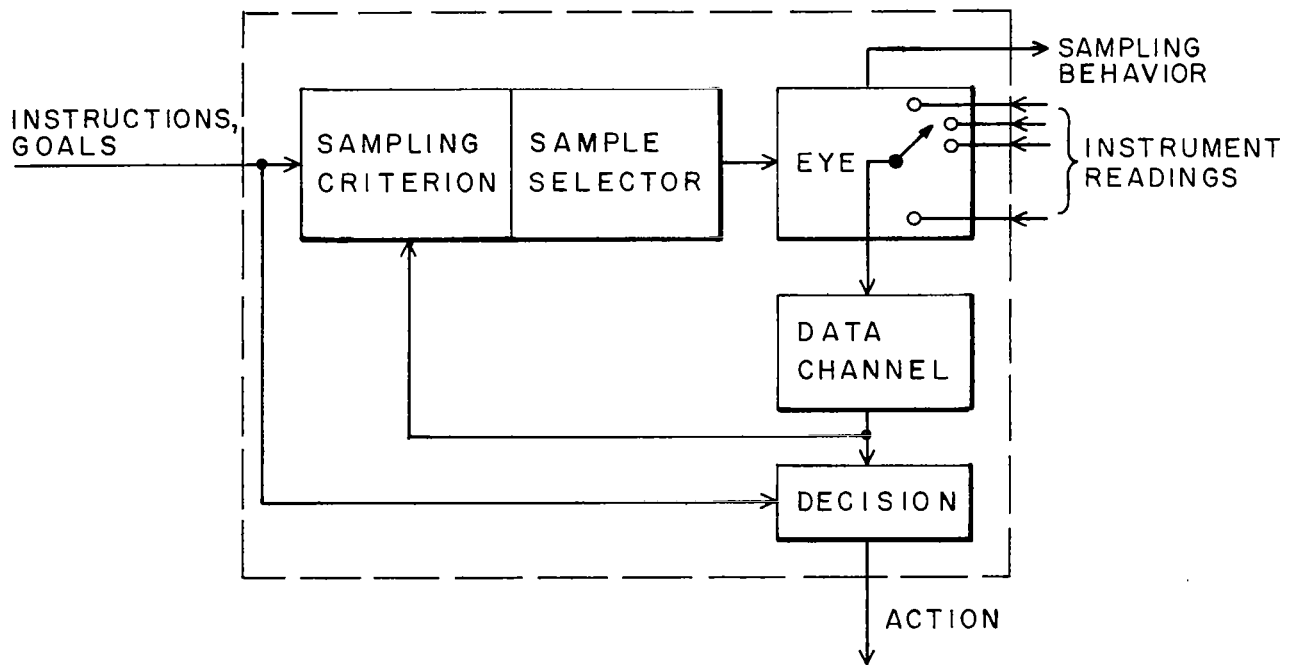 SAMPLING
BEHAVIOR
INSTRUCTIONS,
GOALS
SAMPLING
CRITERION
SAMPLE
SELECTOR
EYE
INSTRUMENT
READINGS
DATA
CHANNEL
DECISION
ACTION